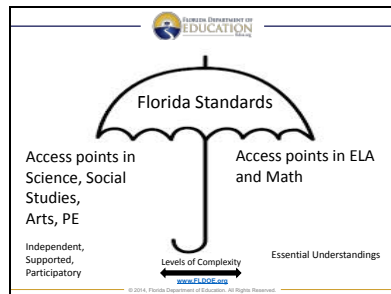 FLORIDA DEPARTMENT OF
EDUCATION
fldoe.org
Florida Standards
Access points in
Science, Social
Studies,
Arts, PE
Access points in ELA
and Math
Independent,
Supported,
Participatory
Levels of Complexity
Essential Understandings
www.FLDOE.org
© 2014, Florida Department of Education. All Rights Reserved.